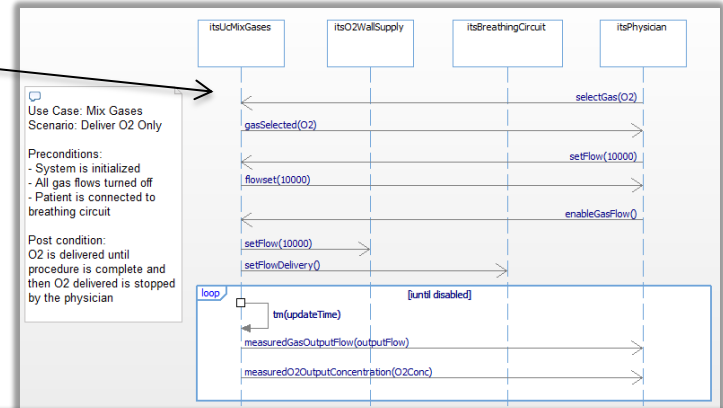 itsUcMixGases
itsO2WallSupply
itsBreathingCircuit
itsPhysician
Use Case: Mix Gases
Scenario: Deliver O2 Only
Preconditions:
- System is initialized
- All gas flows turned off
- Patient is connected to
breathing circuit
Post condition:
O2 is delivered until
procedure is complete and
then O2 delivered is stopped
by the physician
selectGas(O2)
gasSelected(O2)
setFlow(10000)
flowset(10000)
enableGasFlow()
setFlow(10000)
setFlowDelivery()
loop
[iuntil disabled]
tm(updateTime)
measuredGasOutputFlow(outputFlow)
measuredO2OutputConcentration(O2Conc)